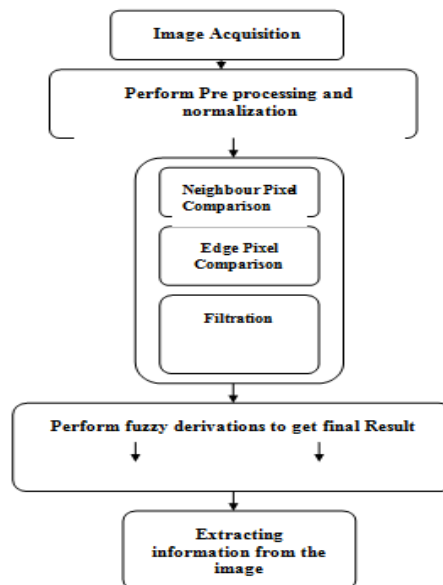 Image Acquisition
Perform Pre processing and
normalization
Neighbour Pixel
Comparison
Edge Pixel
Comparison
Filtration
Perform fuzzy derivations to get final Result
Extracting
information from the
image